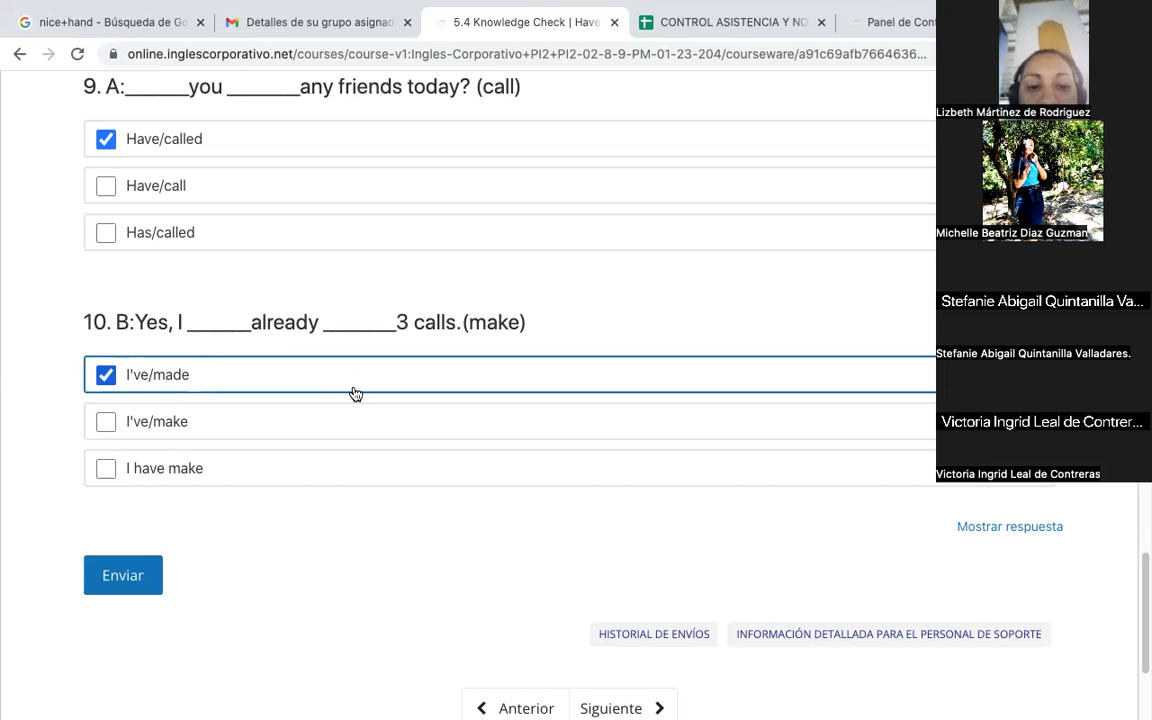 nice+hand - Búsqueda de Go
Detalles de su grupo asignad
5.4 Knowledge Check | Have
CONTROL ASISTENCIA Y NO
Panel de Con
online.inglescorporativo.net/courses/course-v1:Ingles-Corporativo+PI2+PI2-02-8-9-PM-01-23-204/courseware/a91c69afb7664636...
9. A:_______you ________any friends today? (call)
Have/called
Have/call
Has/called
10. B:Yes, I _______already ________3 calls.(make)
I've/made
I've/make
I have make
Mostrar respuesta
Enviar
HISTORIAL DE ENVÍOS
INFORMACIÓN DETALLADA PARA EL PERSONAL DE SOPORTE
Anterior
Siguiente
Lizbeth Mártinez de Rodriguez
Michelle Beatriz Diaz Guzman
Stefanie Abigail Quintanilla Va...
Stefanie Abigail Quintanilla Valladares.
Victoria Ingrid Leal de Contrer...
Victoria Ingrid Leal de Contreras